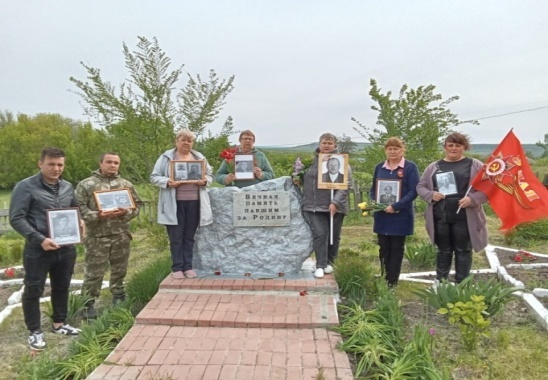 Вечная
память
павшим
за Родину